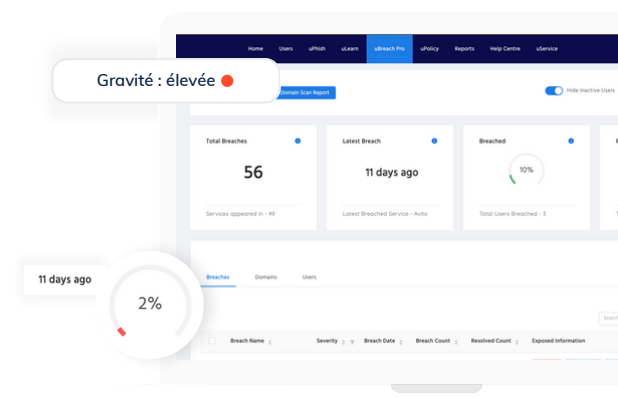 Home Users uPhish uLearn uBreach Pro uPolicy Reports Help Centre uService
Gravité : élevée
Domain Scan Report
Hide Inactive Users
Total Breaches
56
Services appeared in - 49
Latest Breach
11 days ago
Latest Breached Service - Avito
Breached
10%
Total Users Breached - 3
11 days ago
2%
Breaches Domains Users
Search
Breach Name Severity Breach Date Breach Count Resolved Count Exposed Information